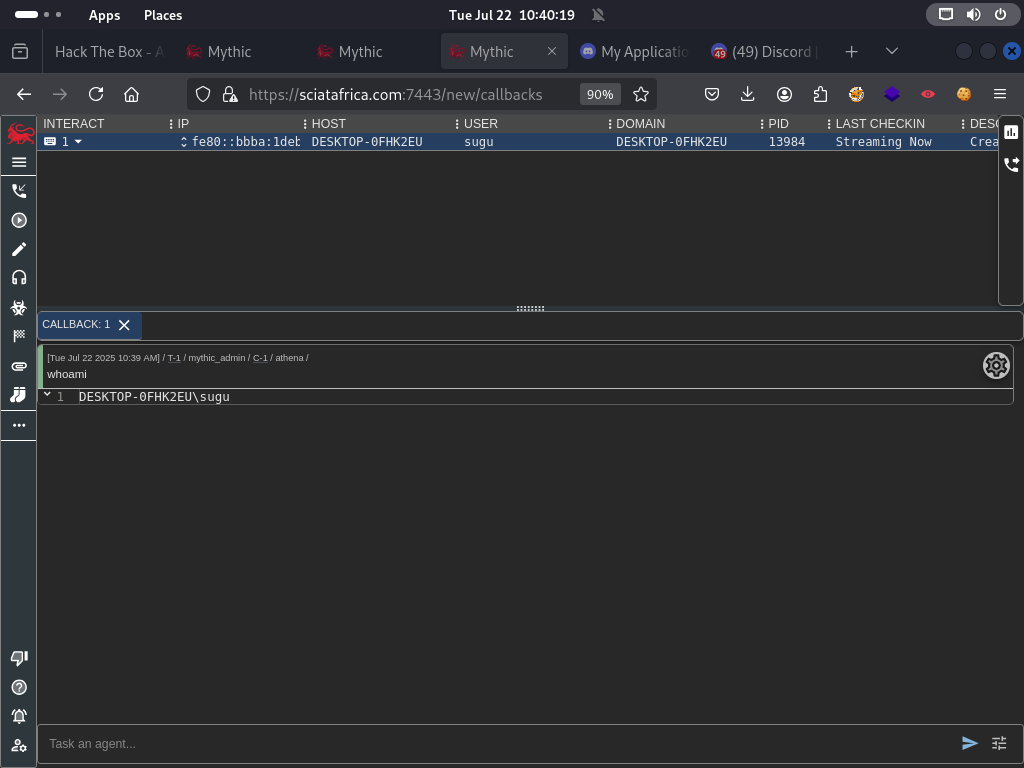 Apps Places Tue Jul 22 10:40:19
Hack The Box - A Mythic Mythic Mythic My Applicatio (49) Discord |
https://sciatafrica.com:7443/new/callbacks 90%
INTERACT IP HOST USER DOMAIN PID LAST CHECKIN DESC
1 fe80::bbba:1deb DESKTOP-0FHK2EU sugu DESKTOP-0FHK2EU 13984 Streaming Now Crea
CALLBACK: 1
[Tue Jul 22 2025 10:39 AM] / T-1 / mythic_admin / C-1 / athena /
whoami
1 DESKTOP-0FHK2EU\sugu
Task an agent...